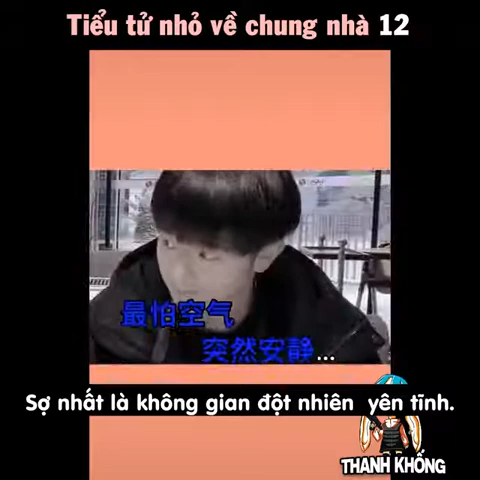 Tiểu tử nhỏ về chung nhà 12
最怕空气
突然安静...
Sợ nhất là không gian đột nhiên yên tĩnh.
THANH KHỐNG